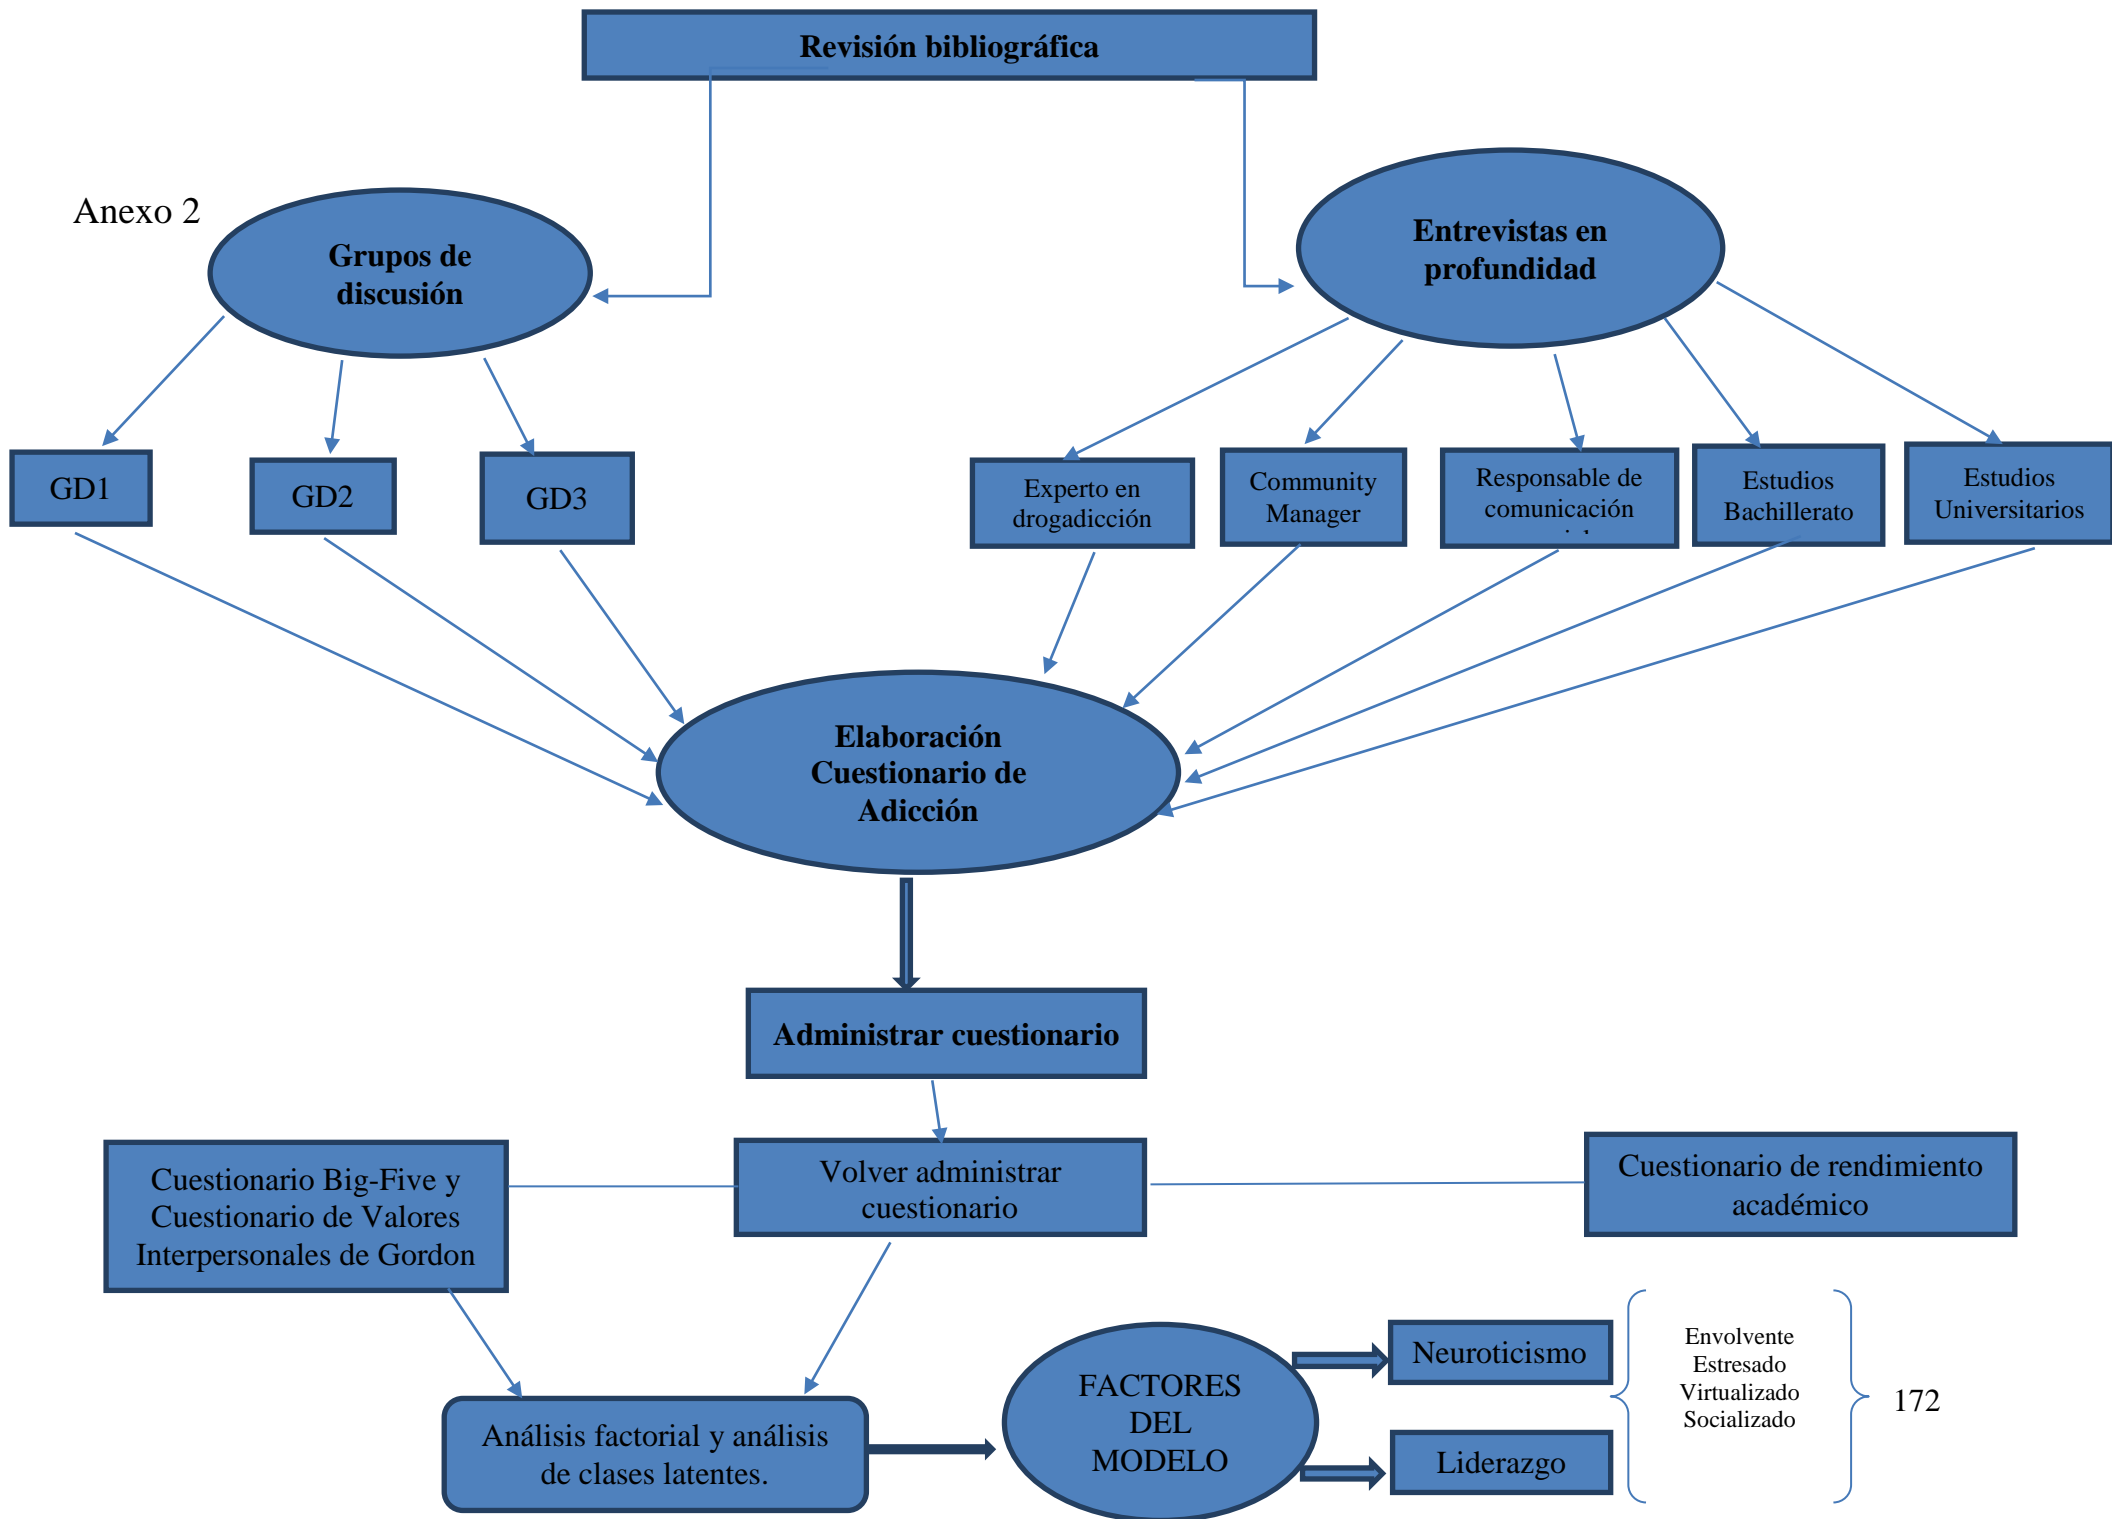 Revisión bibliográfica
Anexo 2
Grupos de
discusión
Entrevistas en
profundidad
GD1
GD2
GD3
Experto en
drogadicción
Community
Manager
Responsable de
comunicación
Estudios
Bachillerato
Estudios
Universitarios
Elaboración
Cuestionario de
Adicción
Administrar cuestionario
Cuestionario Big-Five y
Cuestionario de Valores
Interpersonales de Gordon
Volver administrar
cuestionario
Cuestionario de rendimiento
académico
Análisis factorial y análisis
de clases latentes.
FACTORES
DEL
MODELO
Neuroticismo
Liderazgo
Envolvente
Estresado
Virtualizado
Socializado
172